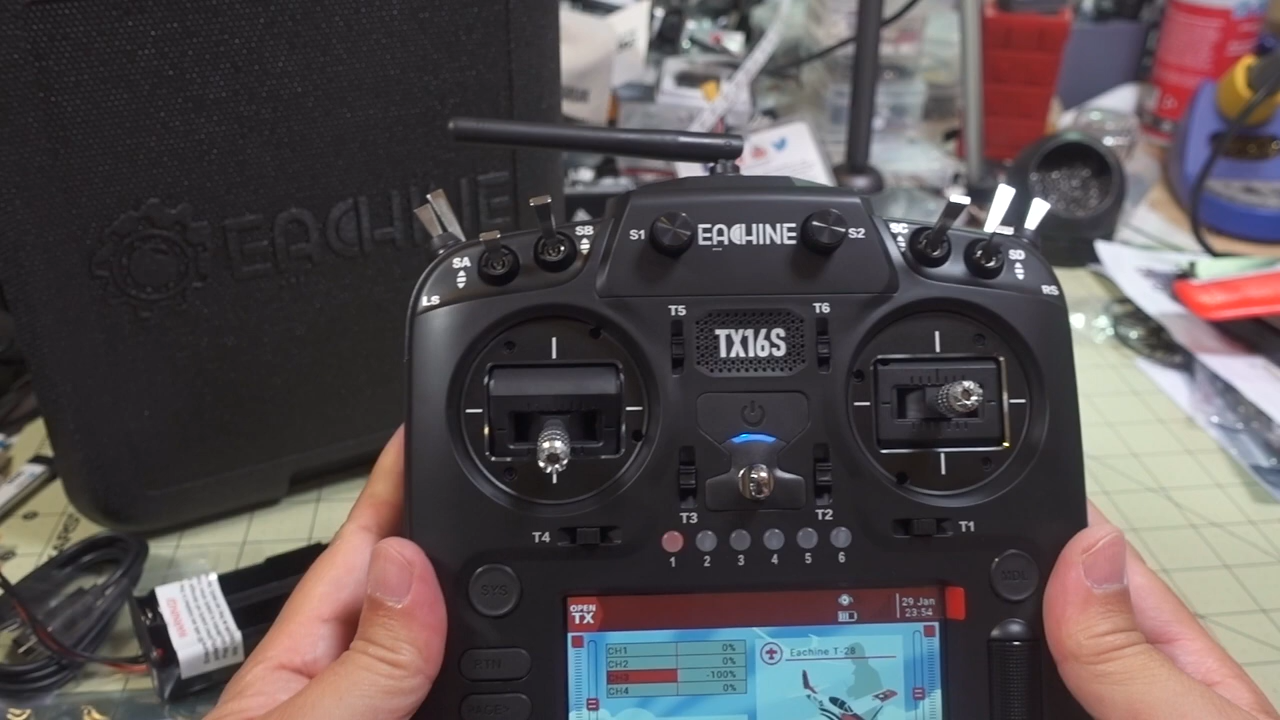 EACHINE
SA
SB
LS
S1
EACHINE
S2
SC
SD
RS
T5
T6
TX16S
T3
T2
T4
T1
1 2 3 4 5 6
SYS
MDL
RTN
PAGE>
OPEN
TX
29 Jan
23:54
CH1 0%
CH2 0%
CH3 -100%
CH4 0%
Eachine T-28